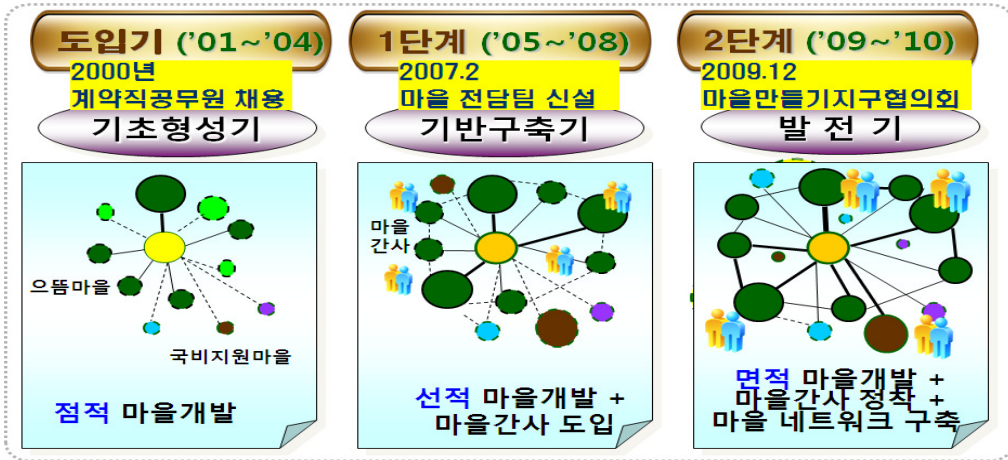 도입기 ('01~'04)
2000년
계약직공무원 채용
기초형성기
으뜸마을
국비지원마을
점적 마을개발
1단계 ('05~'08)
2007.2
마을 전담팀 신설
기반구축기
마을
간사
선적 마을개발 +
마을간사 도입
2단계 ('09~'10)
2009.12
마을만들기지구협의회
발 전 기
면적 마을개발 +
마을간사 정착 +
마을 네트워크 구축